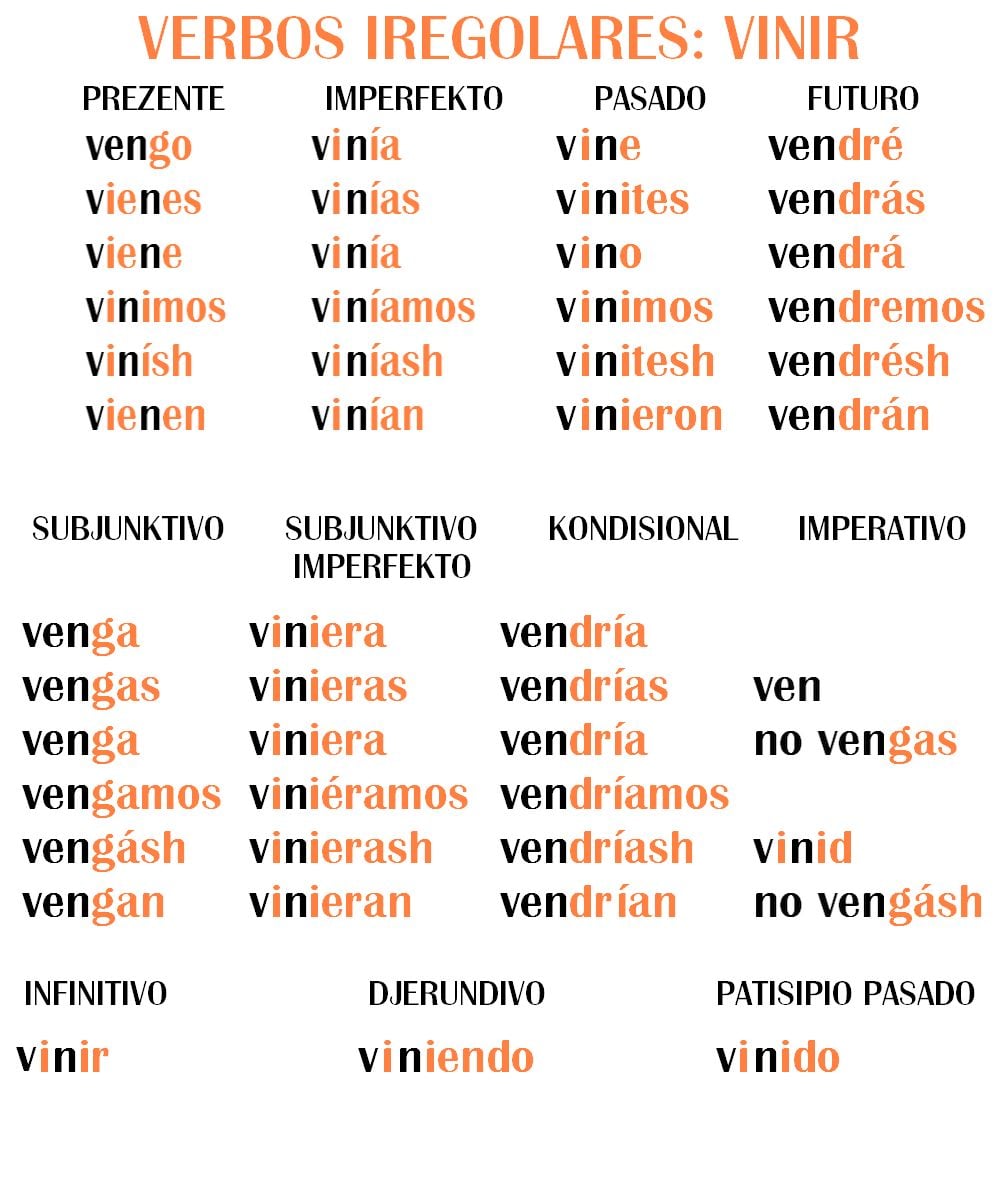 VERBOS IREGOLARES: VINIR
PREZENTE IMPERFEKTO PASADO FUTURO
vengo vinía vine vendré
vienes vinías vinites vendrás
viene vinía vino vendrá
vinimos viníamos vinimos vendremos
vinísh viníash vinitesh vendrésh
vienen vinían vinieron vendrán
SUBJUNKTIVO SUBJUNKTIVO KONDISIONAL IMPERATIVO
IMPERFEKTO
venga viniera vendría
vengas vinieras vendrías ven
venga viniera vendría no vengas
vengamos viniéramos vendríamos
vengásh vinierash vendríash vinid
vengan vinieran vendrían no vengásh
INFINITIVO DJERUNDIVO PATISIPIO PASADO
vinir viniendo vinido